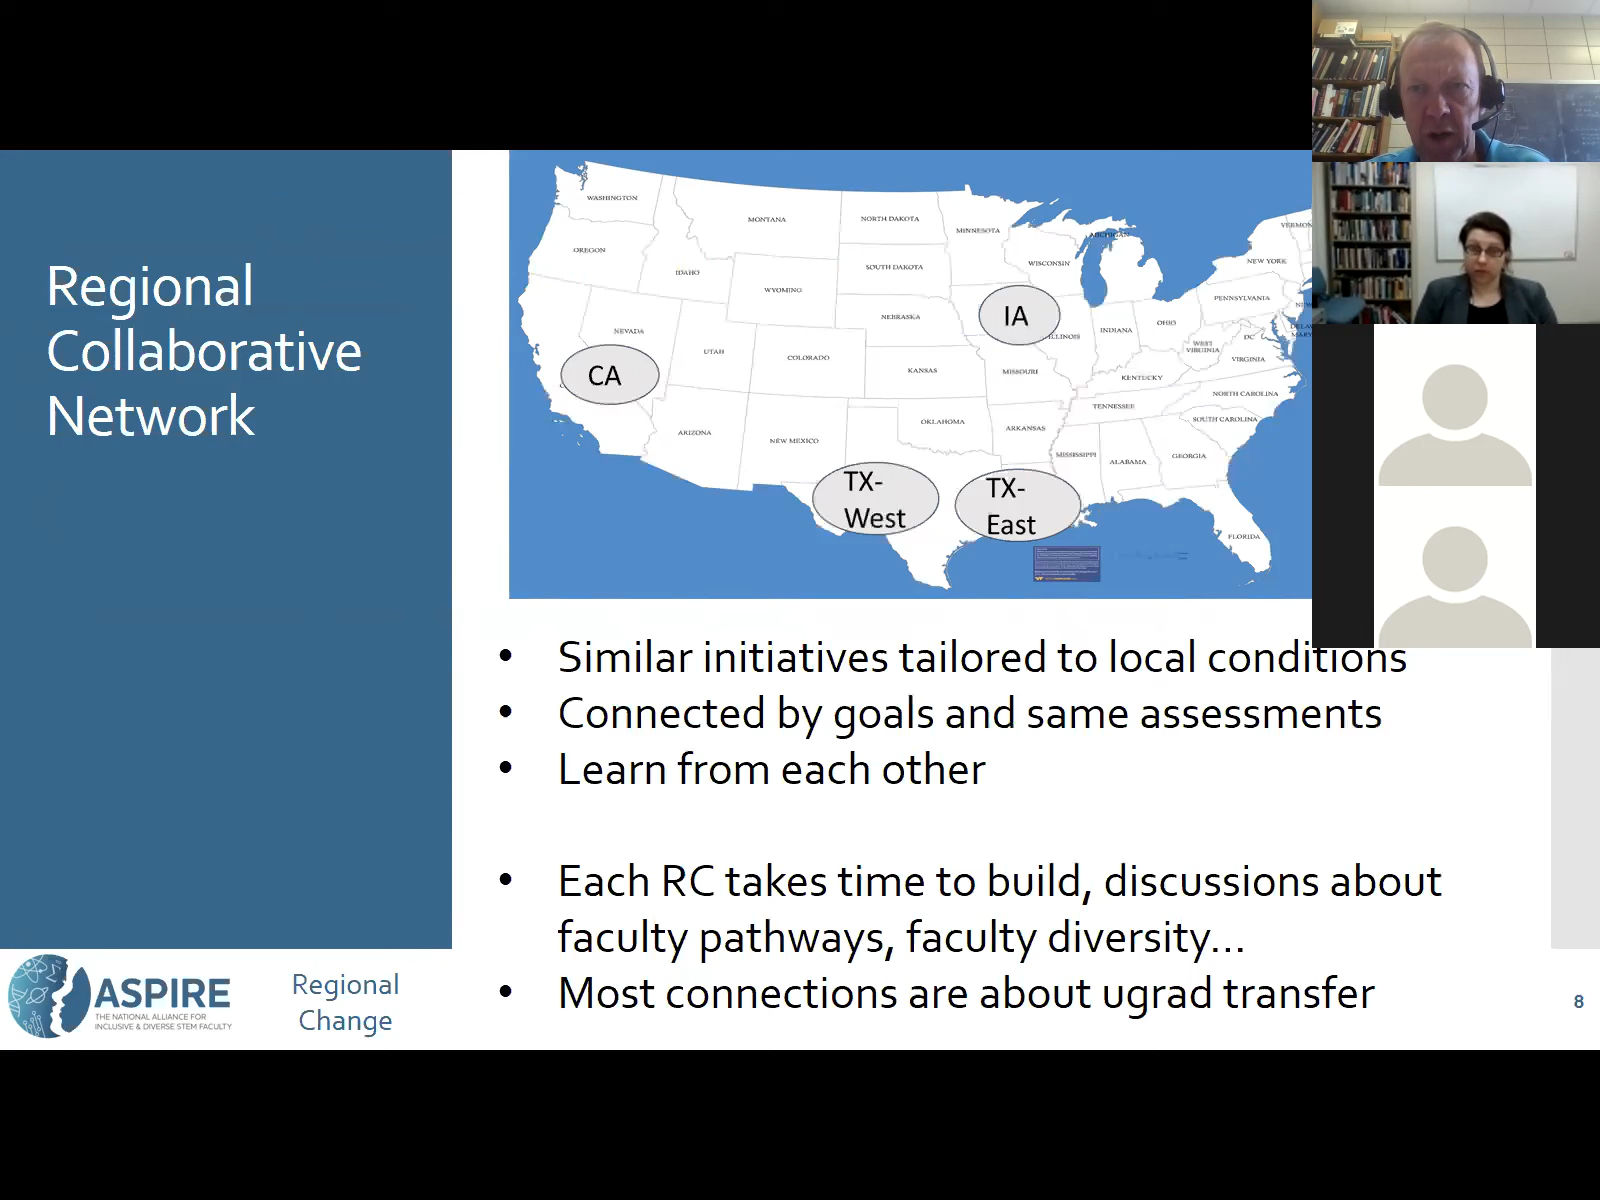 Regional
Collaborative
Network
WASHINGTON
MONTANA
NORTH DAKOTA
MINNESOTA
MICHIGAN
VERMON
OREGON
IDAHO
SOUTH DAKOTA
WISCONSIN
NEW YORK
WYOMING
NEBRASKA
IA
ILLINOIS
INDIANA
OHIO
PENNSYLVANIA
NEVADA
UTAH
COLORADO
KANSAS
MISSOURI
KENTUCKY
WEST
VIRGINIA
DC
VIRGINIA
CA
ARIZONA
NEW MEXICO
OKLAHOMA
ARKANSAS
TENNESSEE
NORTH CAROLINA
SOUTH CAROLINA
MISSISSIPPI
ALABAMA
GEORGIA
TX-
West
TX-
East
FLORIDA
• Similar initiatives tailored to local conditions
• Connected by goals and same assessments
• Learn from each other
• Each RC takes time to build, discussions about
faculty pathways, faculty diversity...
• Most connections are about ugrad transfer
ASPIRE
THE NATIONAL ALLIANCE FOR
INCLUSIVE & DIVERSE STEM FACULTY
Regional
Change
8